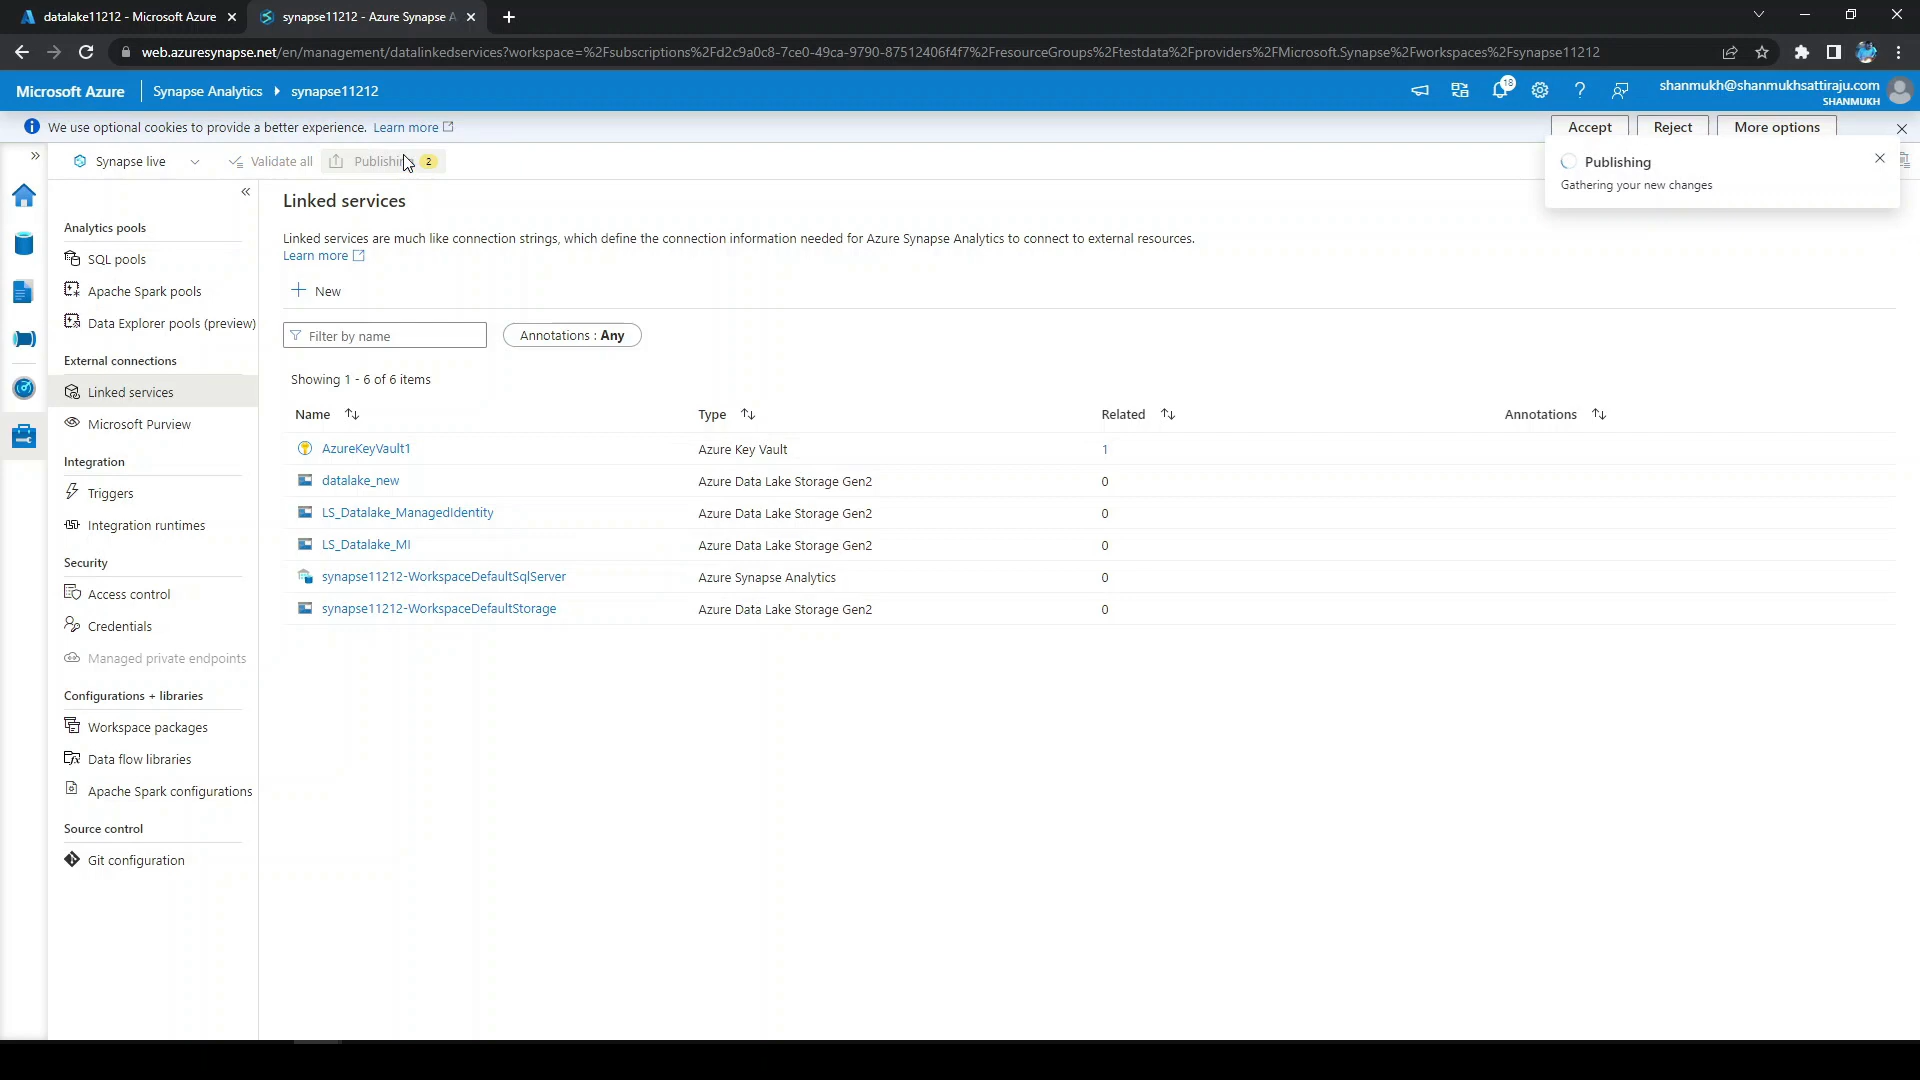 datalake11212 - Microsoft Azure
synapse11212 - Azure Synapse A
web.azuresynapse.net/en/management/datalinkedservices?workspace=%2Fsubscriptions%2Fd2c9a0c8-7ce0-49ca-9790-87512406f4f7%2FresourceGroups%2Ftestdata%2Fproviders%2FMicrosoft.Synapse%2Fworkspaces%2Fsynapse11212
Microsoft Azure
Synapse Analytics
synapse11212
18
shanmukh@shanmukhsattiraju.com
SHANMUKH
We use optional cookies to provide a better experience. Learn more
Accept
Reject
More options
Synapse live
Validate all
Publishing
2
Publishing
Gathering your new changes
Analytics pools
SQL pools
Apache Spark pools
Data Explorer pools (preview)
External connections
Linked services
Microsoft Purview
Integration
Triggers
Integration runtimes
Security
Access control
Credentials
Managed private endpoints
Configurations + libraries
Workspace packages
Data flow libraries
Apache Spark configurations
Source control
Git configuration
Linked services
Linked services are much like connection strings, which define the connection information needed for Azure Synapse Analytics to connect to external resources.
Learn more
New
Filter by name
Annotations : Any
Showing 1 - 6 of 6 items
Name Type Related Annotations
AzureKeyVault1 Azure Key Vault 1
datalake_new Azure Data Lake Storage Gen2 0
LS_Datalake_ManagedIdentity Azure Data Lake Storage Gen2 0
LS_Datalake_MI Azure Data Lake Storage Gen2 0
synapse11212-WorkspaceDefaultSqlServer Azure Synapse Analytics 0
synapse11212-WorkspaceDefaultStorage Azure Data Lake Storage Gen2 0